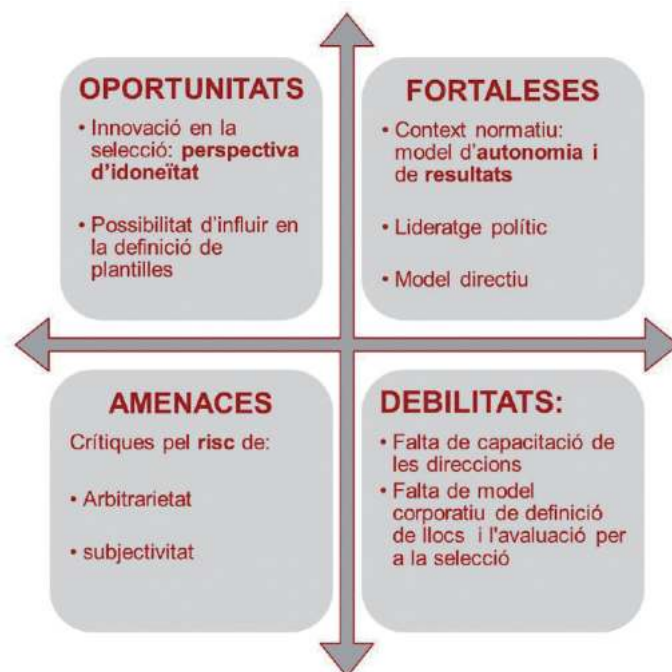 OPORTUNITATS
• Innovació en la
selecció: perspectiva
d'idoneïtat
• Possibilitat d'influir en
la definició de
plantilles
FORTALESES
• Context normatiu:
model d'autonomia i
de resultats
• Lideratge polític
• Model directiu
AMENACES
Crítiques pel risc de:
• Arbitrarietat
• subjectivitat
DEBILITATS:
• Falta de capacitació de
les direccions
• Falta de model
corporatiu de definició
de llocs i l'avaluació per
a la selecció